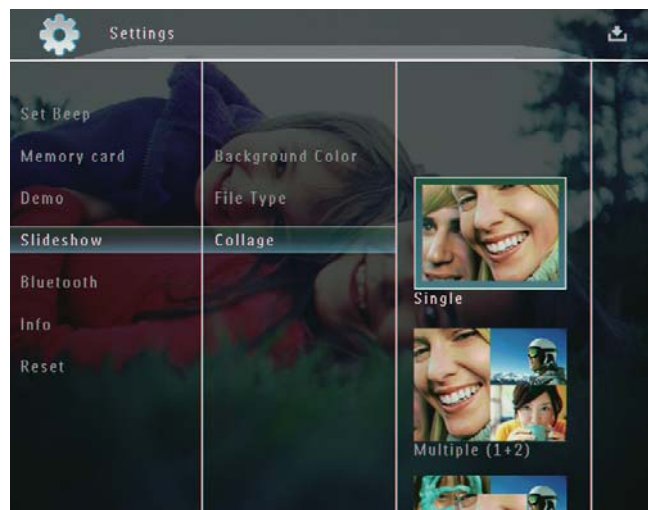 Settings
Set Beep
Memory card
Demo
Slideshow
Bluetooth
Info
Reset
Background Color
File Type
Collage
Single
Multiple (1+2)